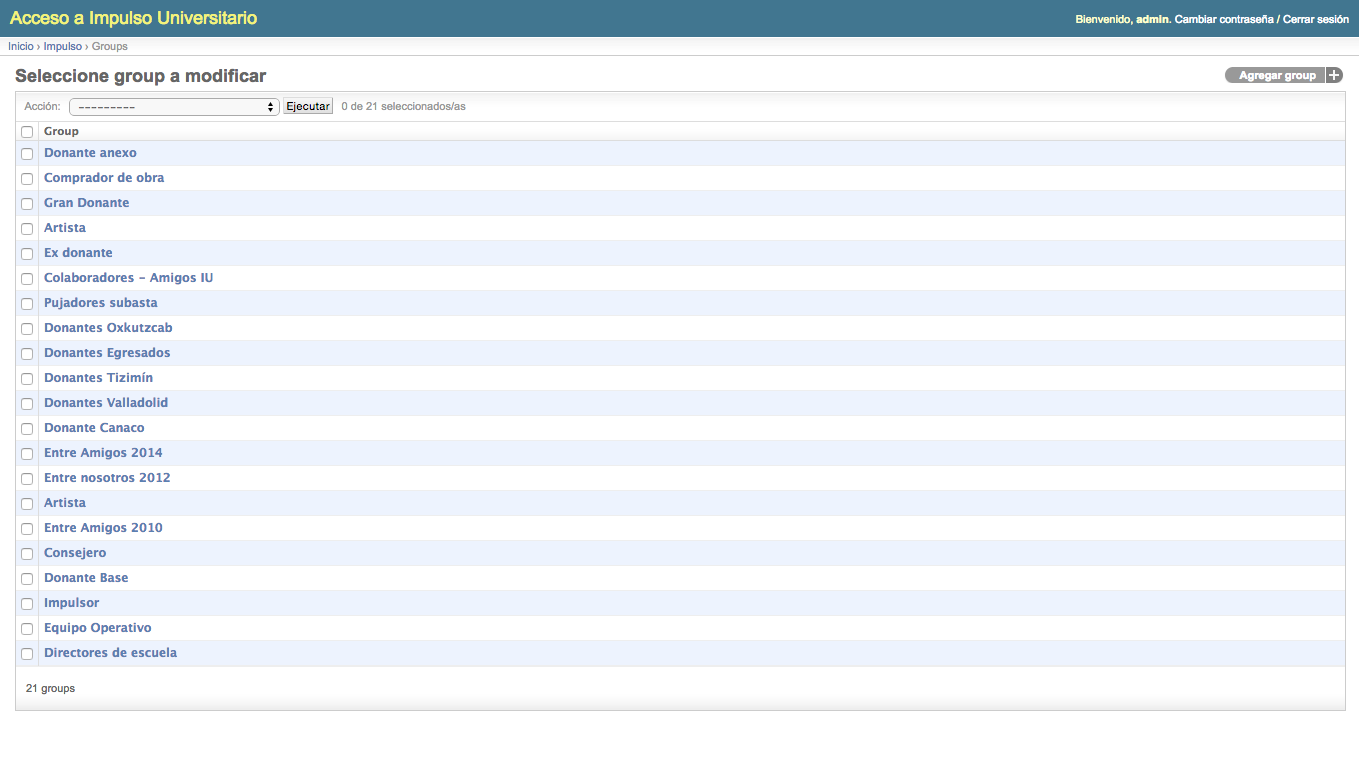 Acceso a Impulso Universitario
Bienvenido, admin. Cambiar contraseña / Cerrar sesión
Inicio › Impulso › Groups
Seleccione group a modificar
Agregar group +
Acción: --------- Ejecutar 0 de 21 seleccionados/as
Group
Donante anexo
Comprador de obra
Gran Donante
Artista
Ex donante
Colaboradores - Amigos IU
Pujadores subasta
Donantes Oxkutzcab
Donantes Egresados
Donantes Tizimín
Donantes Valladolid
Donante Canaco
Entre Amigos 2014
Entre nosotros 2012
Artista
Entre Amigos 2010
Consejero
Donante Base
Impulsor
Equipo Operativo
Directores de escuela
21 groups